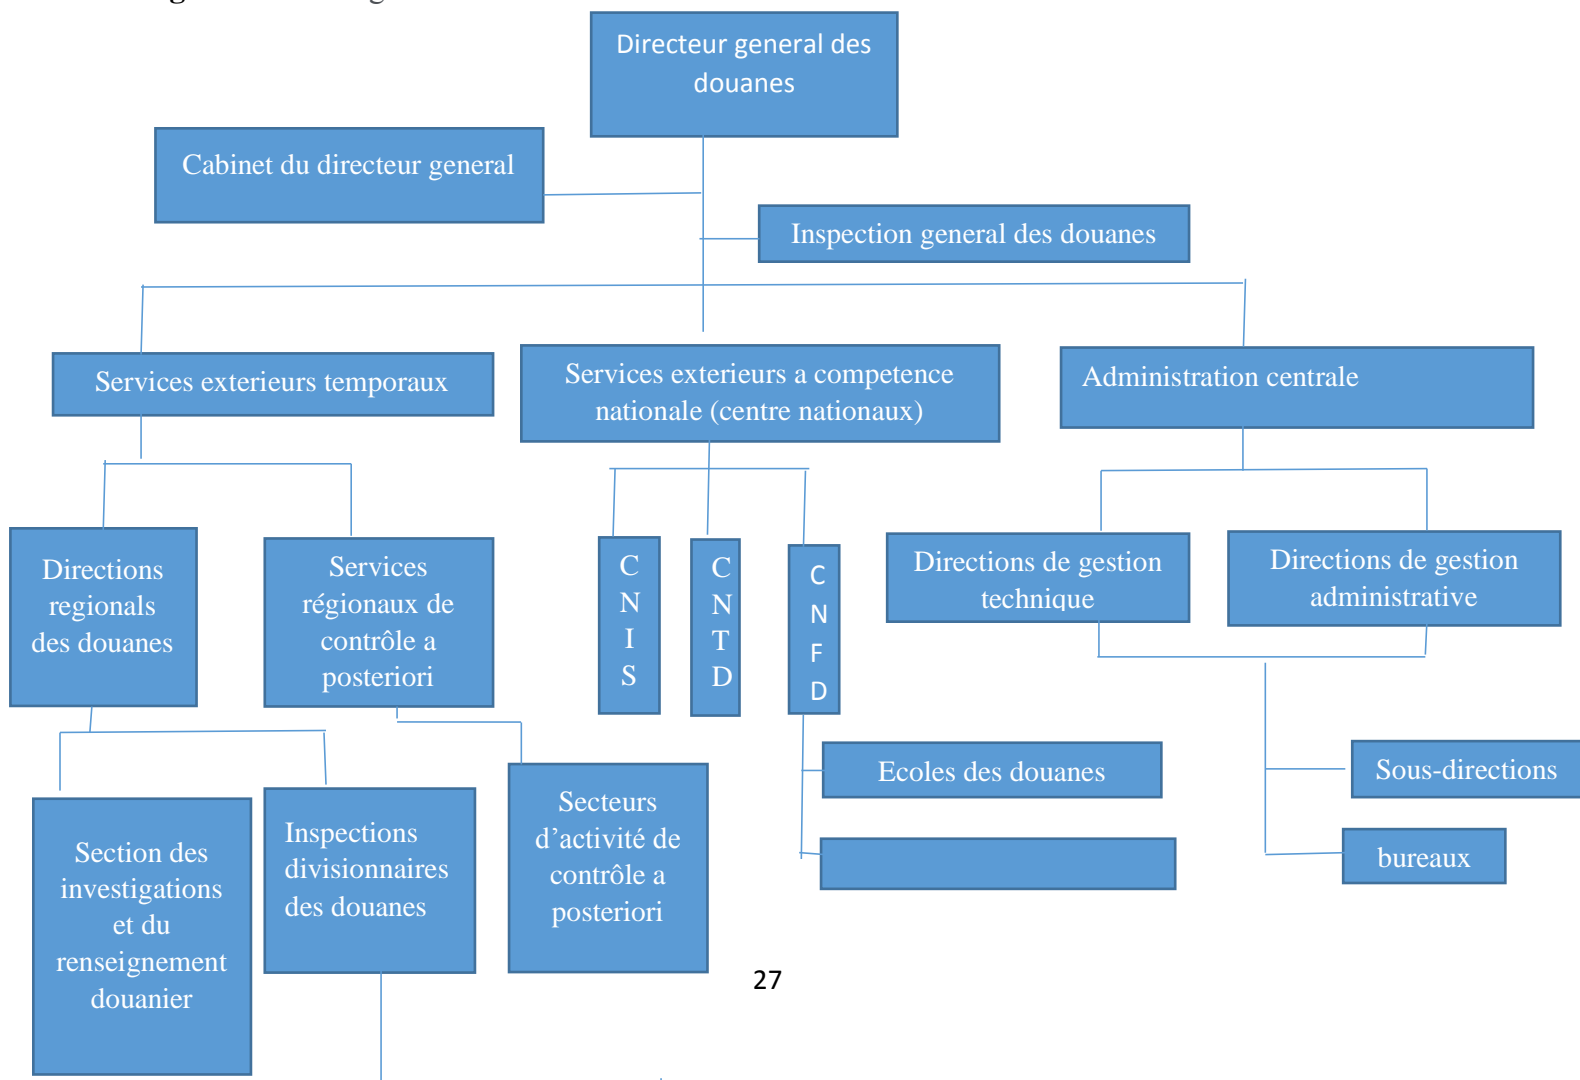 Directeur general des
douanes
Cabinet du directeur general
Inspection general des douanes
Services exterieurs temporaux
Services exterieurs a competence
nationale (centre nationaux)
Administration centrale
Directions
regionals
des douanes
Services
régionaux de
contrôle a
posteriori
C
N
I
S
C
N
T
D
C
N
F
D
Directions de gestion
technique
Directions de gestion
administrative
Ecoles des douanes
Sous-directions
bureaux
Section des
investigations
et du
renseignement
douanier
Inspections
divisionnaires
des douanes
Secteurs
d’activité de
contrôle a
posteriori
27